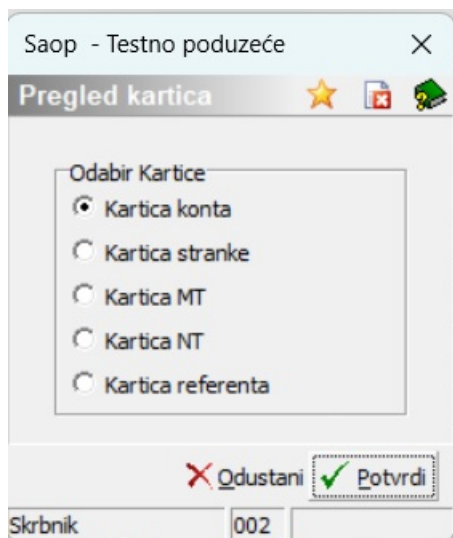 Saop - Testno poduzeće
Pregled kartica
Odabir Kartice
Kartica konta
Kartica stranke
Kartica MT
Kartica NT
Kartica referenta
Odustani Potvrdi
Skrbnik 002